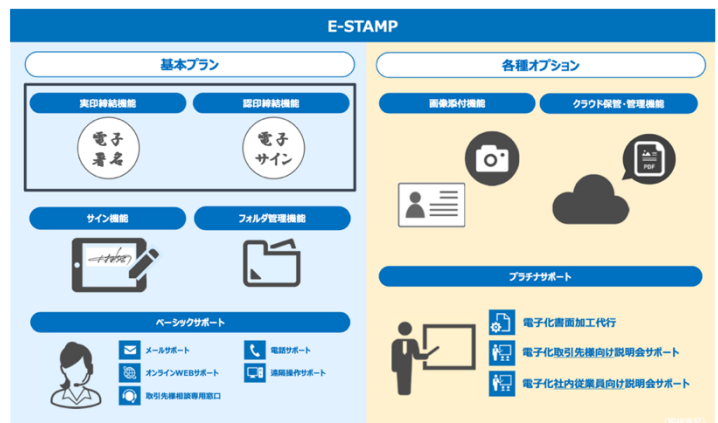 E-STAMP
基本プラン
実印締結機能
認印締結機能
電子
署名
電子
サイン
サイン機能
フォルダ管理機能
ベーシックサポート
メールサポート
電話サポート
オンラインWEBサポート
遠隔操作サポート
取引先様相談専用窓口
各種オプション
画像添付機能
クラウド保管・管理機能
PDF
プラチナサポート
電子化書面加工代行
電子化取引先様向け説明会サポート
電子化社内従業員向け説明会サポート